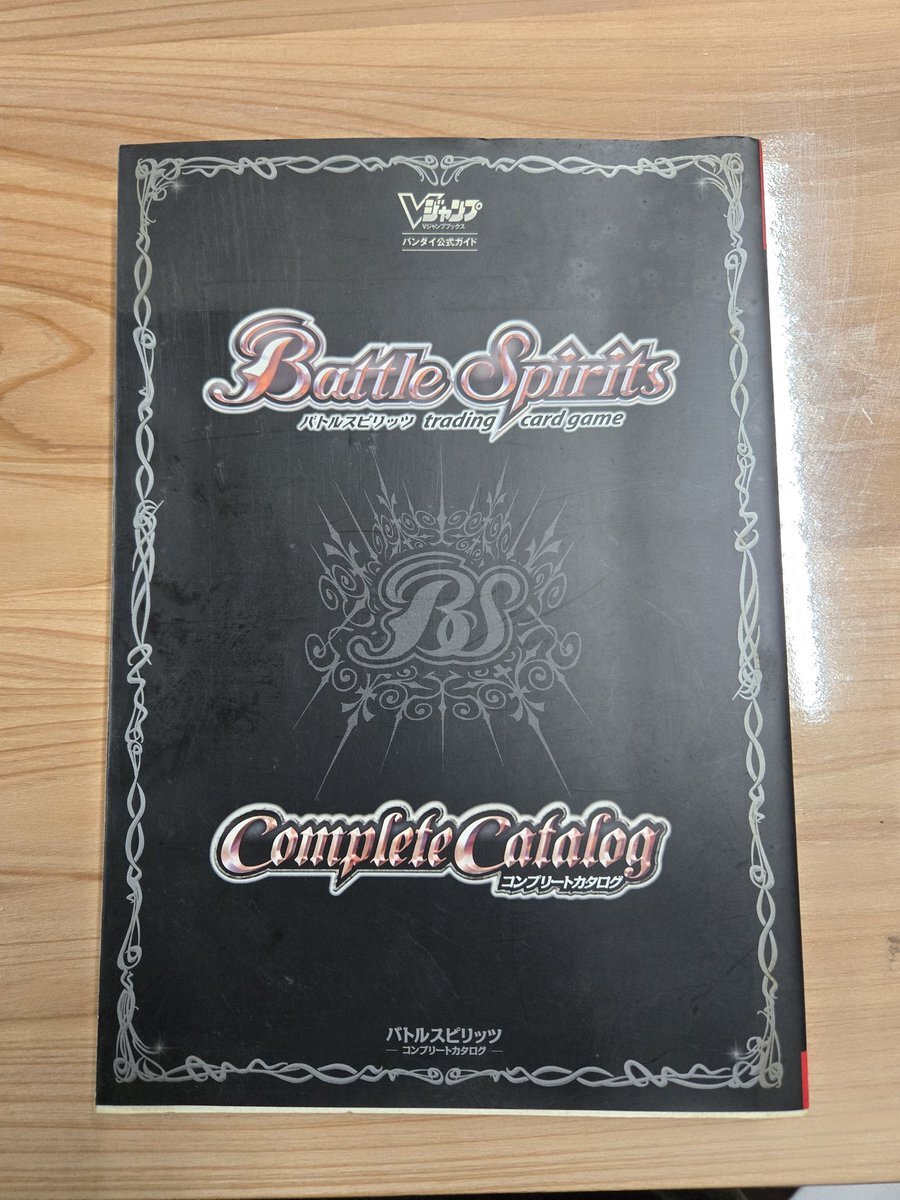 Vジャンプ
Vジャンプブックス
バンダイ公式ガイド
Battle Spirits
バトルスピリッツ trading card game
BS
Complete Catalog
コンプリートカタログ
バトルスピリッツ
コンプリートカタログ